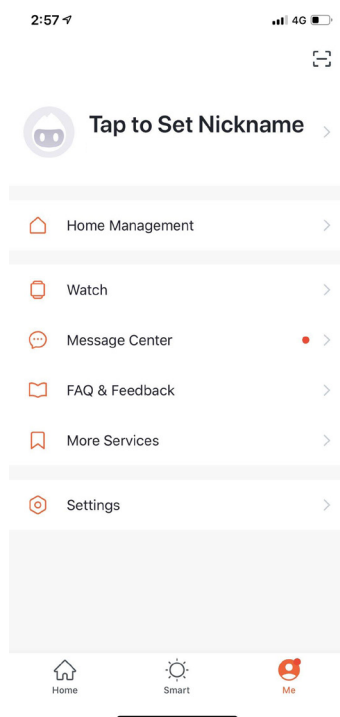 2:57
4G
Tap to Set Nickname
Home Management
Watch
Message Center
FAQ & Feedback
More Services
Settings
Home Smart Me